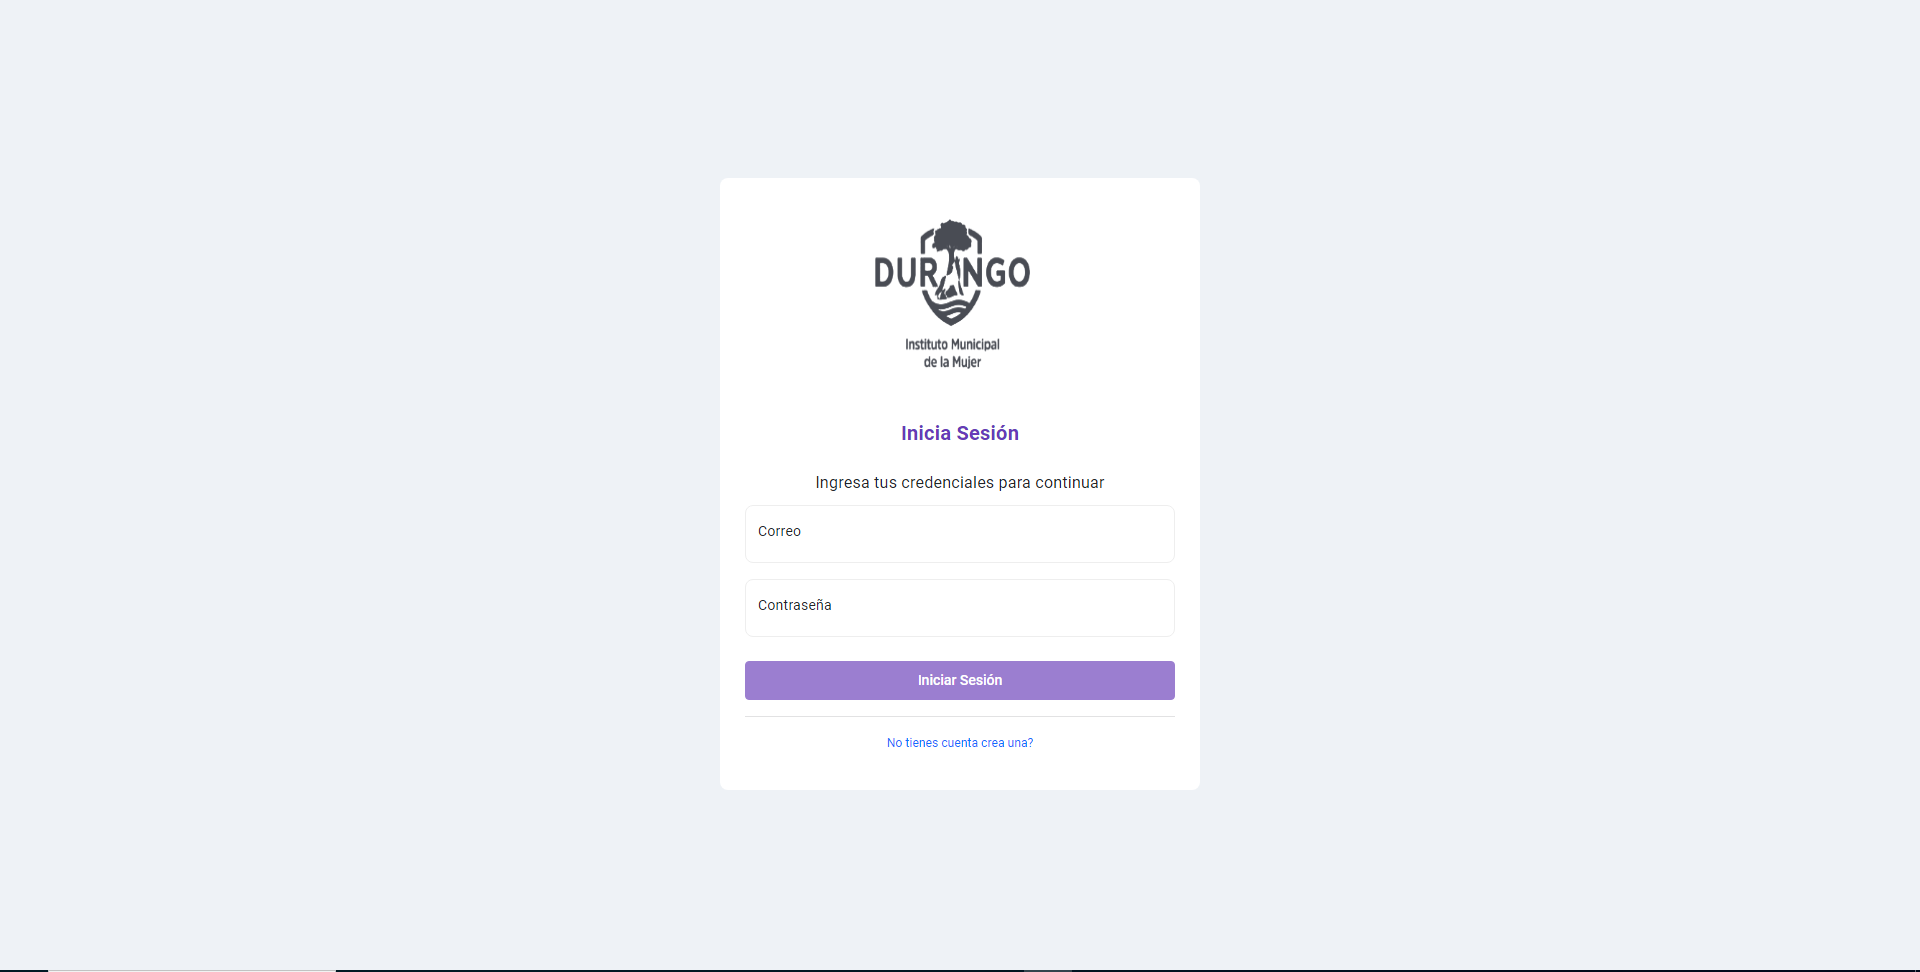 DURANGO
Instituto Municipal
de la Mujer
Inicia Sesión
Ingresa tus credenciales para continuar
Correo
Contraseña
Iniciar Sesión
No tienes cuenta crea una?